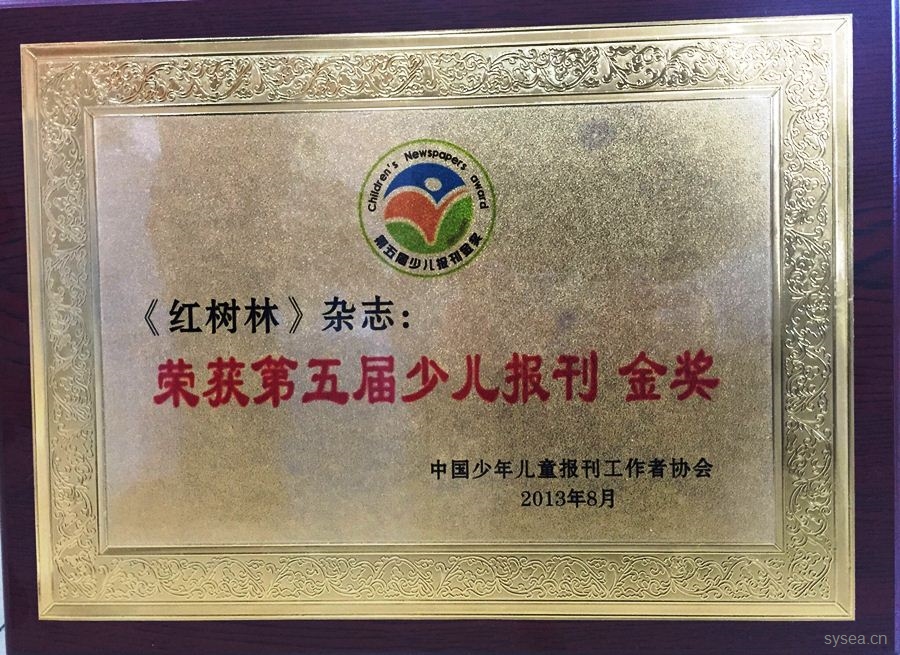 Children's Newspapers award
第五届少儿报刊金奖
《红树林》杂志：
荣获第五届少儿报刊 金奖
中国少年儿童报刊工作者协会
2013年8月
sysea.cn